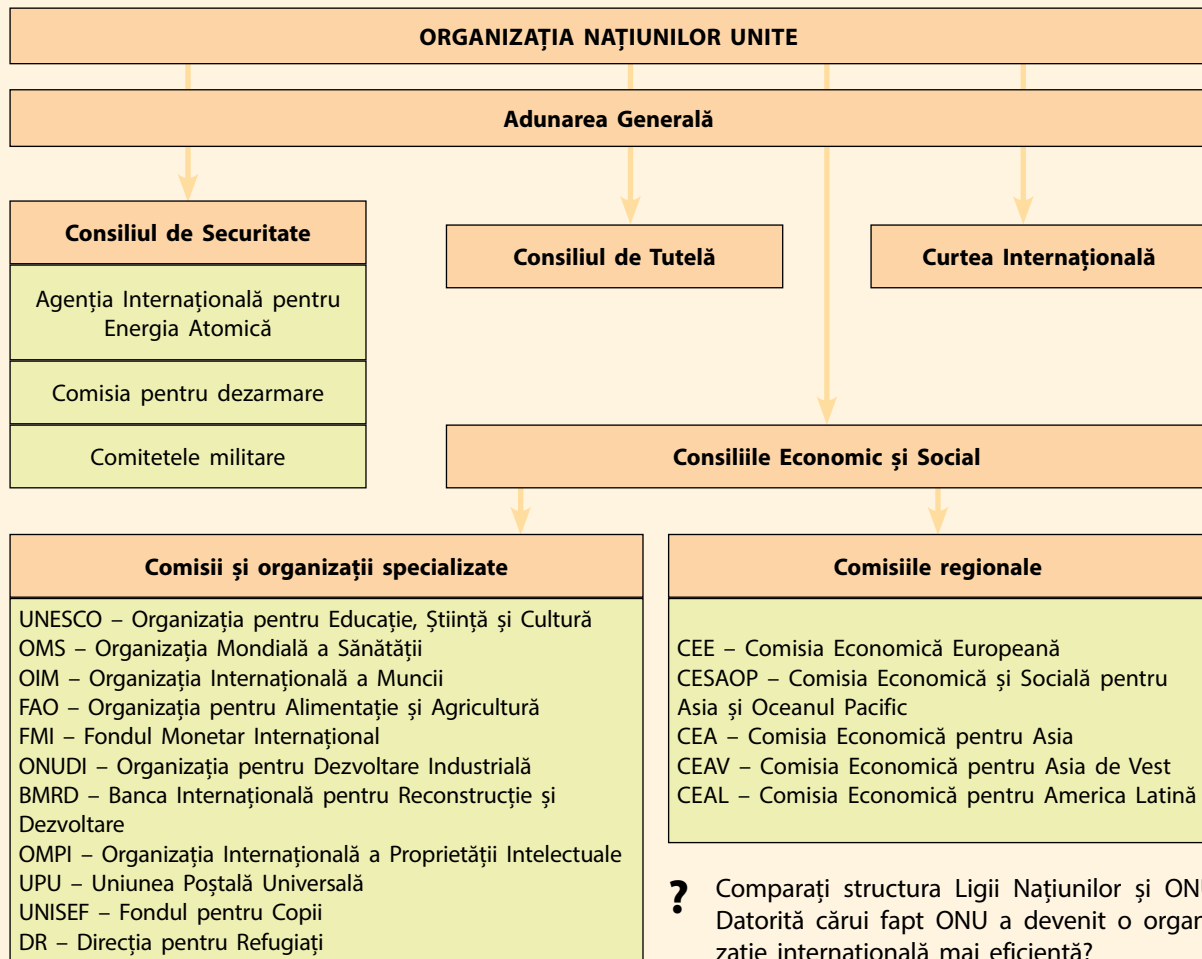 ORGANIZAȚIA NAȚIUNILOR UNITE
Adunarea Generală
Consiliul de Securitate
Agenția Internațională pentru
Energia Atomică
Comisia pentru dezarmare
Comitetele militare
Consiliul de Tutelă
Curtea Internațională
Consiliile Economic și Social
Comisii și organizații specializate
UNESCO – Organizația pentru Educație, Știință și Cultură
OMS – Organizația Mondială a Sănătății
OIM – Organizația Internațională a Muncii
FAO – Organizația pentru Alimentație și Agricultură
FMI – Fondul Monetar Internațional
ONUDI – Organizația pentru Dezvoltare Industrială
BMRD – Banca Internațională pentru Reconstrucție și
Dezvoltare
OMPI – Organizația Internațională a Proprietății Intelectuale
UPU – Uniunea Poștală Universală
UNISEF – Fondul pentru Copii
DR – Direcția pentru Refugiați
Comisiile regionale
CEE – Comisia Economică Europeană
CESAOP – Comisia Economică și Socială pentru
Asia și Oceanul Pacific
CEA – Comisia Economică pentru Asia
CEAV – Comisia Economică pentru Asia de Vest
CEAL – Comisia Economică pentru America Latină
? Comparați structura Ligii Națiunilor și
Datorită cărui fapt ONU a devenit o
zație internațională mai eficientă?